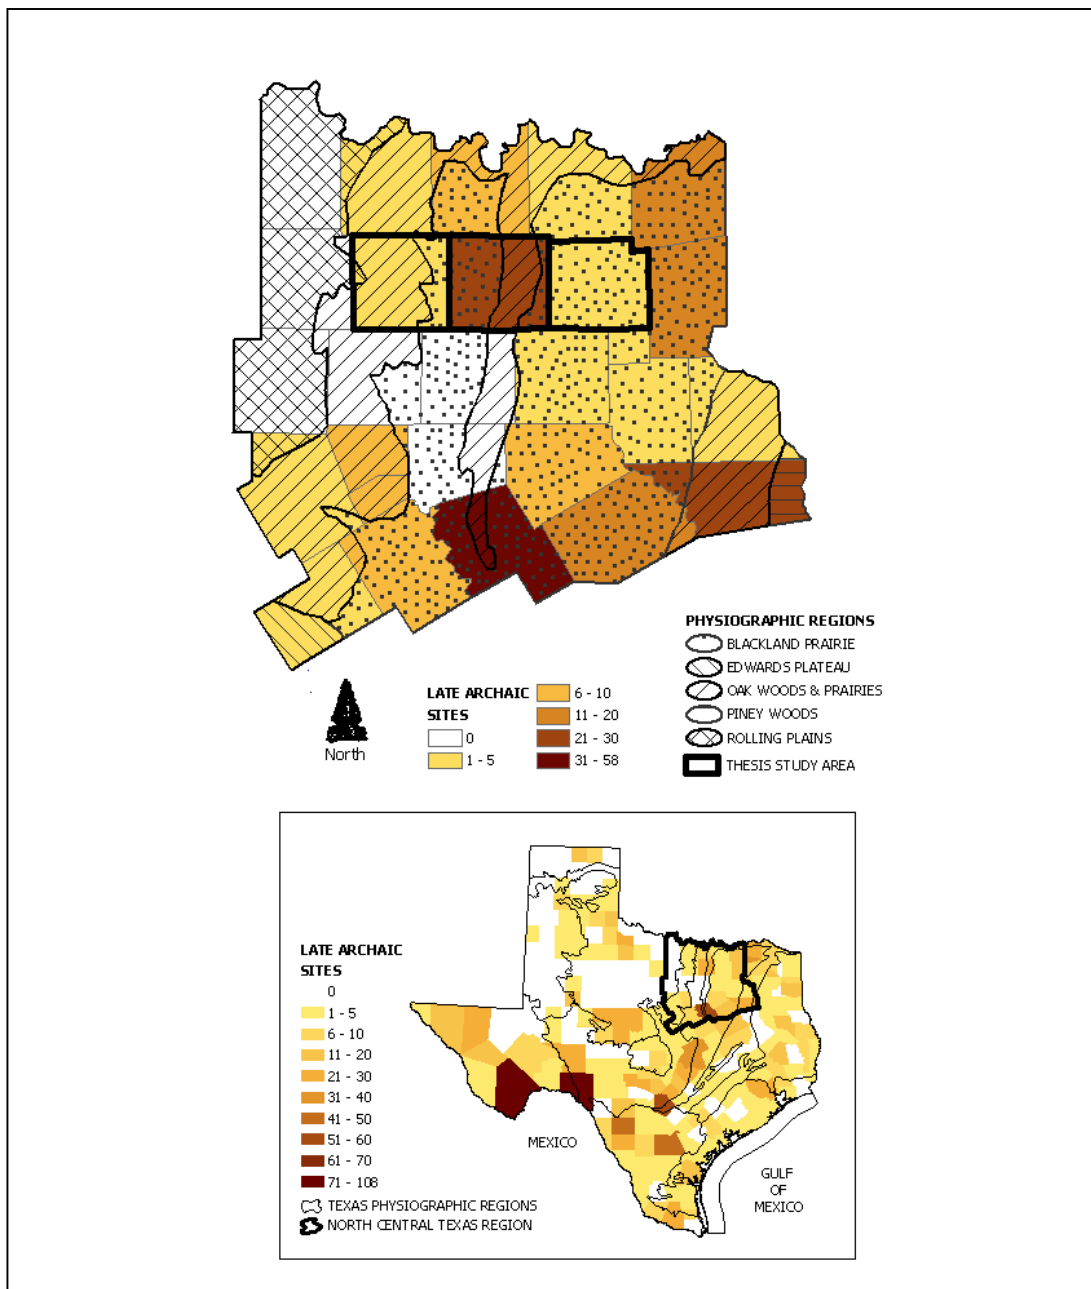 PHYSIOGRAPHIC REGIONS
BLACKLAND PRAIRIE
EDWARDS PLATEAU
OAK WOODS & PRAIRIES
PINEY WOODS
ROLLING PLAINS
THESIS STUDY AREA
North
LATE ARCHAIC
SITES
0
1 - 5
6 - 10
11 - 20
21 - 30
31 - 58
LATE ARCHAIC
SITES
0
1 - 5
6 - 10
11 - 20
21 - 30
31 - 40
41 - 50
51 - 60
61 - 70
71 - 108
TEXAS PHYSIOGRAPHIC REGIONS
NORTH CENTRAL TEXAS REGION
MEXICO
GULF
OF
MEXICO